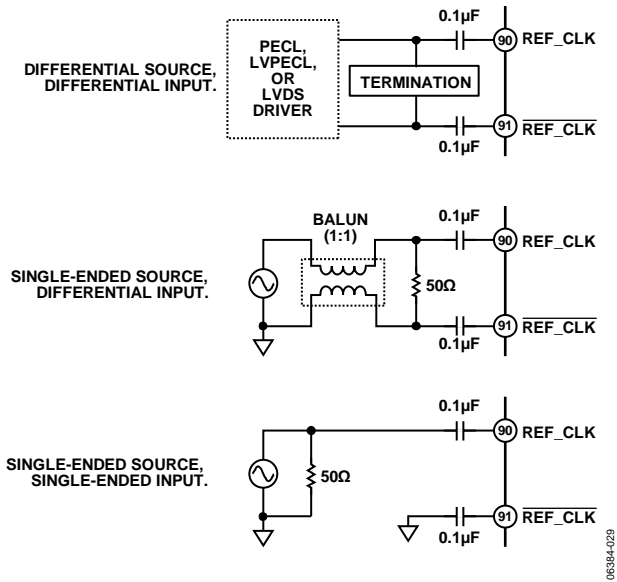 DIFFERENTIAL SOURCE,
DIFFERENTIAL INPUT.
PECL,
LVPECL,
OR
LVDS
DRIVER
TERMINATION
0.1µF
90 REF_CLK
91 REF_CLK
0.1µF
SINGLE-ENDED SOURCE,
DIFFERENTIAL INPUT.
BALUN
(1:1)
50Ω
0.1µF
90 REF_CLK
91 REF_CLK
0.1µF
SINGLE-ENDED SOURCE,
SINGLE-ENDED INPUT.
50Ω
0.1µF
90 REF_CLK
91 REF_CLK
0.1µF
06384-029